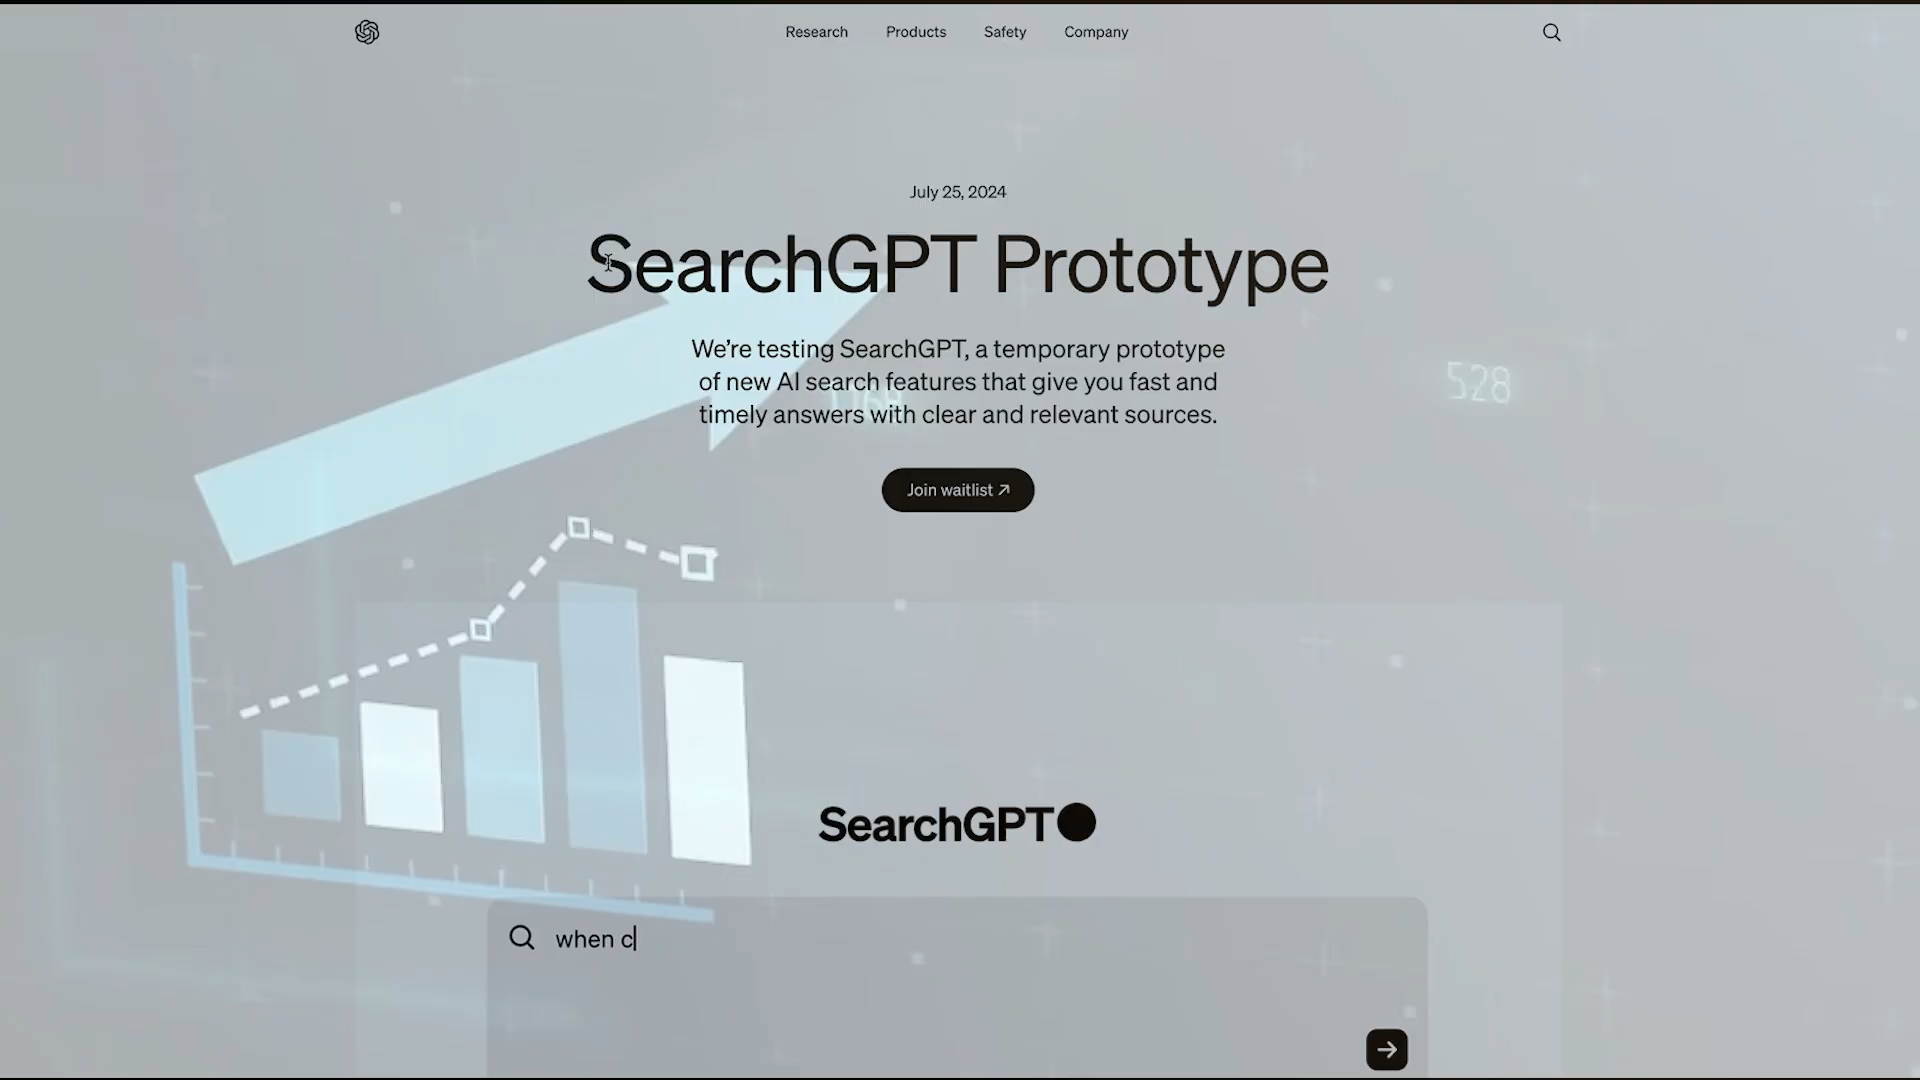 Research Products Safety Company
July 25, 2024
SearchGPT Prototype
We're testing SearchGPT, a temporary prototype
of new AI search features that give you fast and
timely answers with clear and relevant sources.
528
Join waitlist ↗
SearchGPT
when c